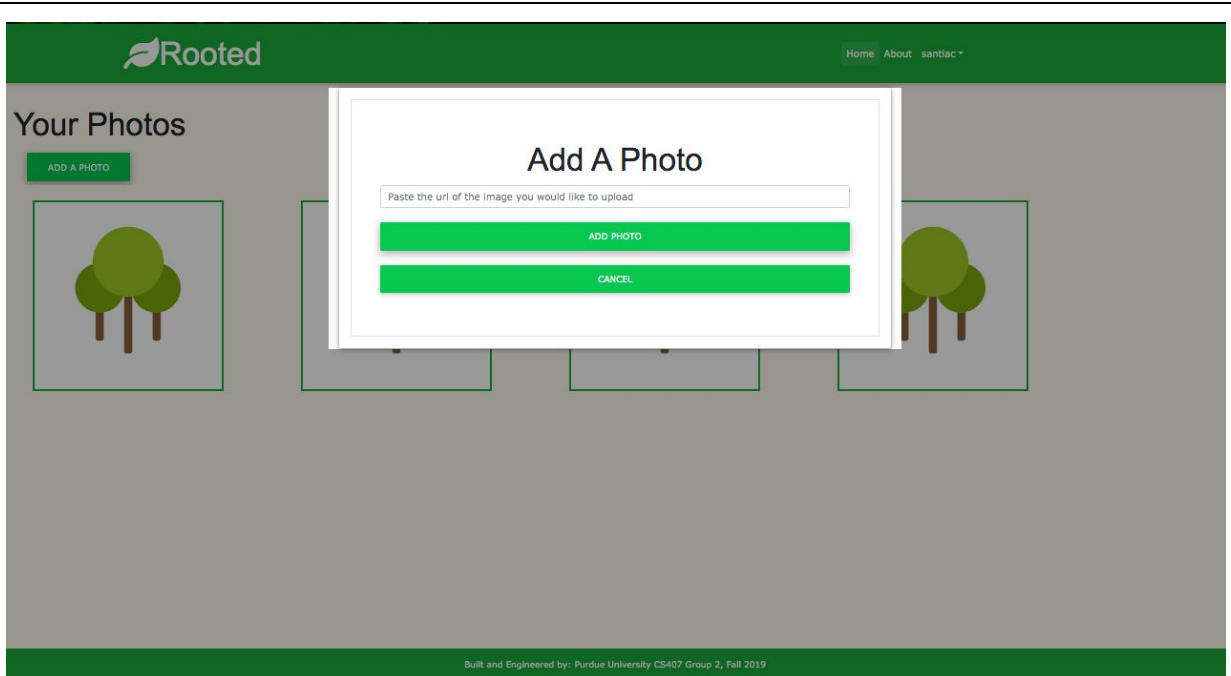 Rooted
Home About santiac
Your Photos
ADD A PHOTO
Add A Photo
Paste the url of the image you would like to upload
ADD PHOTO
CANCEL
Built and Engineered by: Purdue University CS407 Group 2, Fall 2019